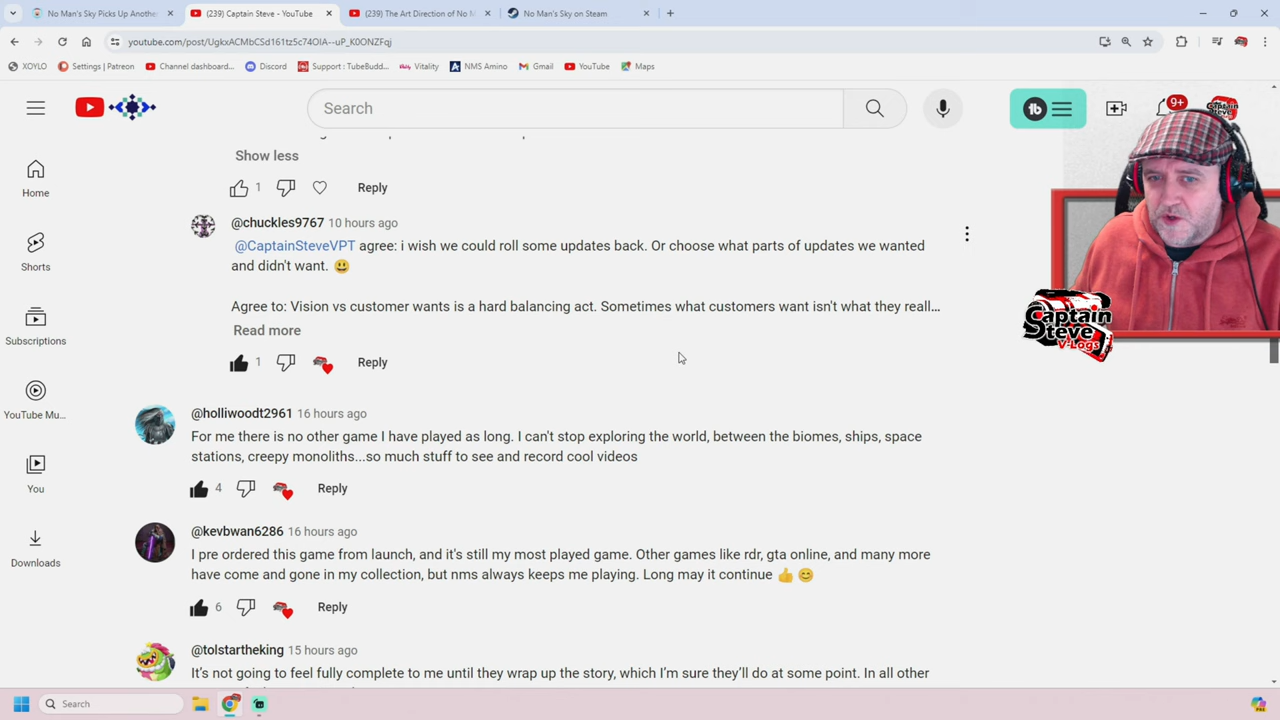 No Man's Sky Picks Up Anothe
(239) Captain Steve - YouTube
(239) The Art Direction of No M
No Man's Sky on Steam
youtube.com/post/UgkxACMbCSd161tz5c74OIA--uP_K0ONZFqj
XOYLO
Settings | Patreon
Channel dashboard...
Discord
Support : TubeBudd...
Vitality
NMS Amino
Gmail
YouTube
Maps
Search
9+
Home
Shorts
Subscriptions
YouTube Mu...
You
Downloads
Show less
1
Reply
@chuckles9767 10 hours ago
@CaptainSteveVPT agree: i wish we could roll some updates back. Or choose what parts of updates we wanted
and didn't want. 😃
Agree to: Vision vs customer wants is a hard balancing act. Sometimes what customers want isn't what they reall...
Read more
1 Reply
Captain
Steve
V-Logs
@holliwoodt2961 16 hours ago
For me there is no other game I have played as long. I can't stop exploring the world, between the biomes, ships, space
stations, creepy monoliths...so much stuff to see and record cool videos
4 Reply
@kevbwan6286 16 hours ago
I pre ordered this game from launch, and it's still my most played game. Other games like rdr, gta online, and many more
have come and gone in my collection, but nms always keeps me playing. Long may it continue 👍 😊
6 Reply
@tolstartheking 15 hours ago
It's not going to feel fully complete to me until they wrap up the story, which I'm sure they'll do at some point. In all other
Search